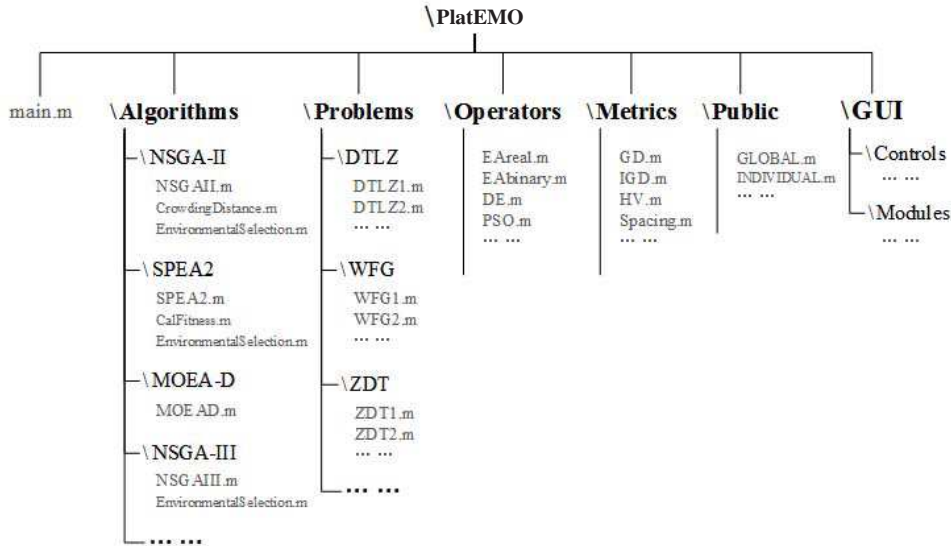 \PlatEMO
main.m
\Algorithms
\NSGA-II
NSGAII.m
CrowdingDistance.m
EnvironmentalSelection.m
\SPEA2
SPEA2.m
CalFitness.m
EnvironmentalSelection.m
\MOEA-D
MOEAD.m
\NSGA-III
NSGAIII.m
EnvironmentalSelection.m
... ...
\Problems
\DTLZ
DTLZ1.m
DTLZ2.m
... ...
\WFG
WFG1.m
WFG2.m
... ...
\ZDT
ZDT1.m
ZDT2.m
... ...
... ...
\Operators
EAreal.m
EAbinary.m
DE.m
PSO.m
... ...
\Metrics
GD.m
IGD.m
HV.m
Spacing.m
... ...
\Public
GLOBAL.m
INDIVIDUAL.m
... ...
\GUI
\Controls
... ...
\Modules
... ...